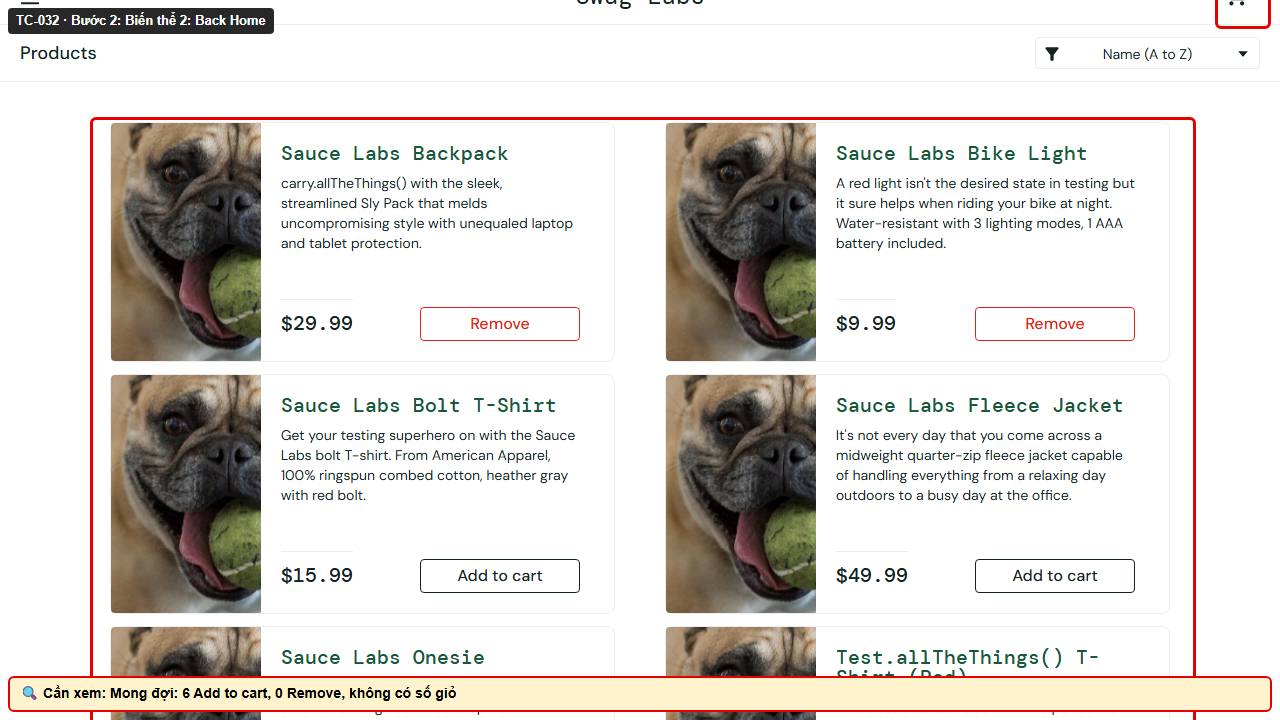 Swag Labs
TC-032 · Bước 2: Biến thể 2: Back Home
Products
Name (A to Z)
Sauce Labs Backpack
carry.allTheThings() with the sleek,
streamlined Sly Pack that melds
uncompromising style with unequaled laptop
and tablet protection.
$29.99
Remove
Sauce Labs Bike Light
A red light isn't the desired state in testing but
it sure helps when riding your bike at night.
Water-resistant with 3 lighting modes, 1 AAA
battery included.
$9.99
Remove
Sauce Labs Bolt T-Shirt
Get your testing superhero on with the Sauce
Labs bolt T-shirt. From American Apparel,
100% ringspun combed cotton, heather gray
with red bolt.
$15.99
Add to cart
Sauce Labs Fleece Jacket
It's not every day that you come across a
midweight quarter-zip fleece jacket capable
of handling everything from a relaxing day
outdoors to a busy day at the office.
$49.99
Add to cart
Sauce Labs Onesie
Test.allTheThings() T-
Shirt (Red)
Cần xem: Mong đợi: 6 Add to cart, 0 Remove, không có số giỏ